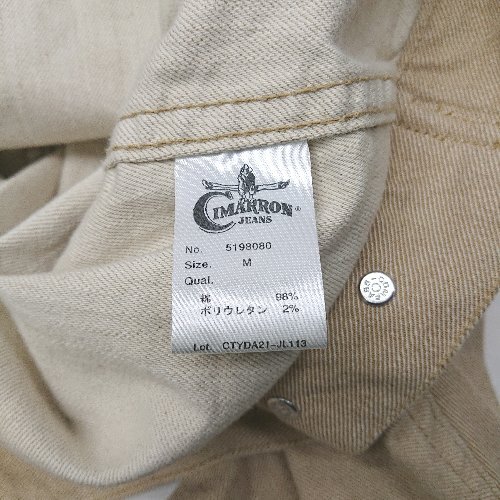 CIMARRON®
JEANS
No. 5198080
Size. M
Qual.
綿 98%
ポリウレタン 2%
Lot. CTYDA21-JL113